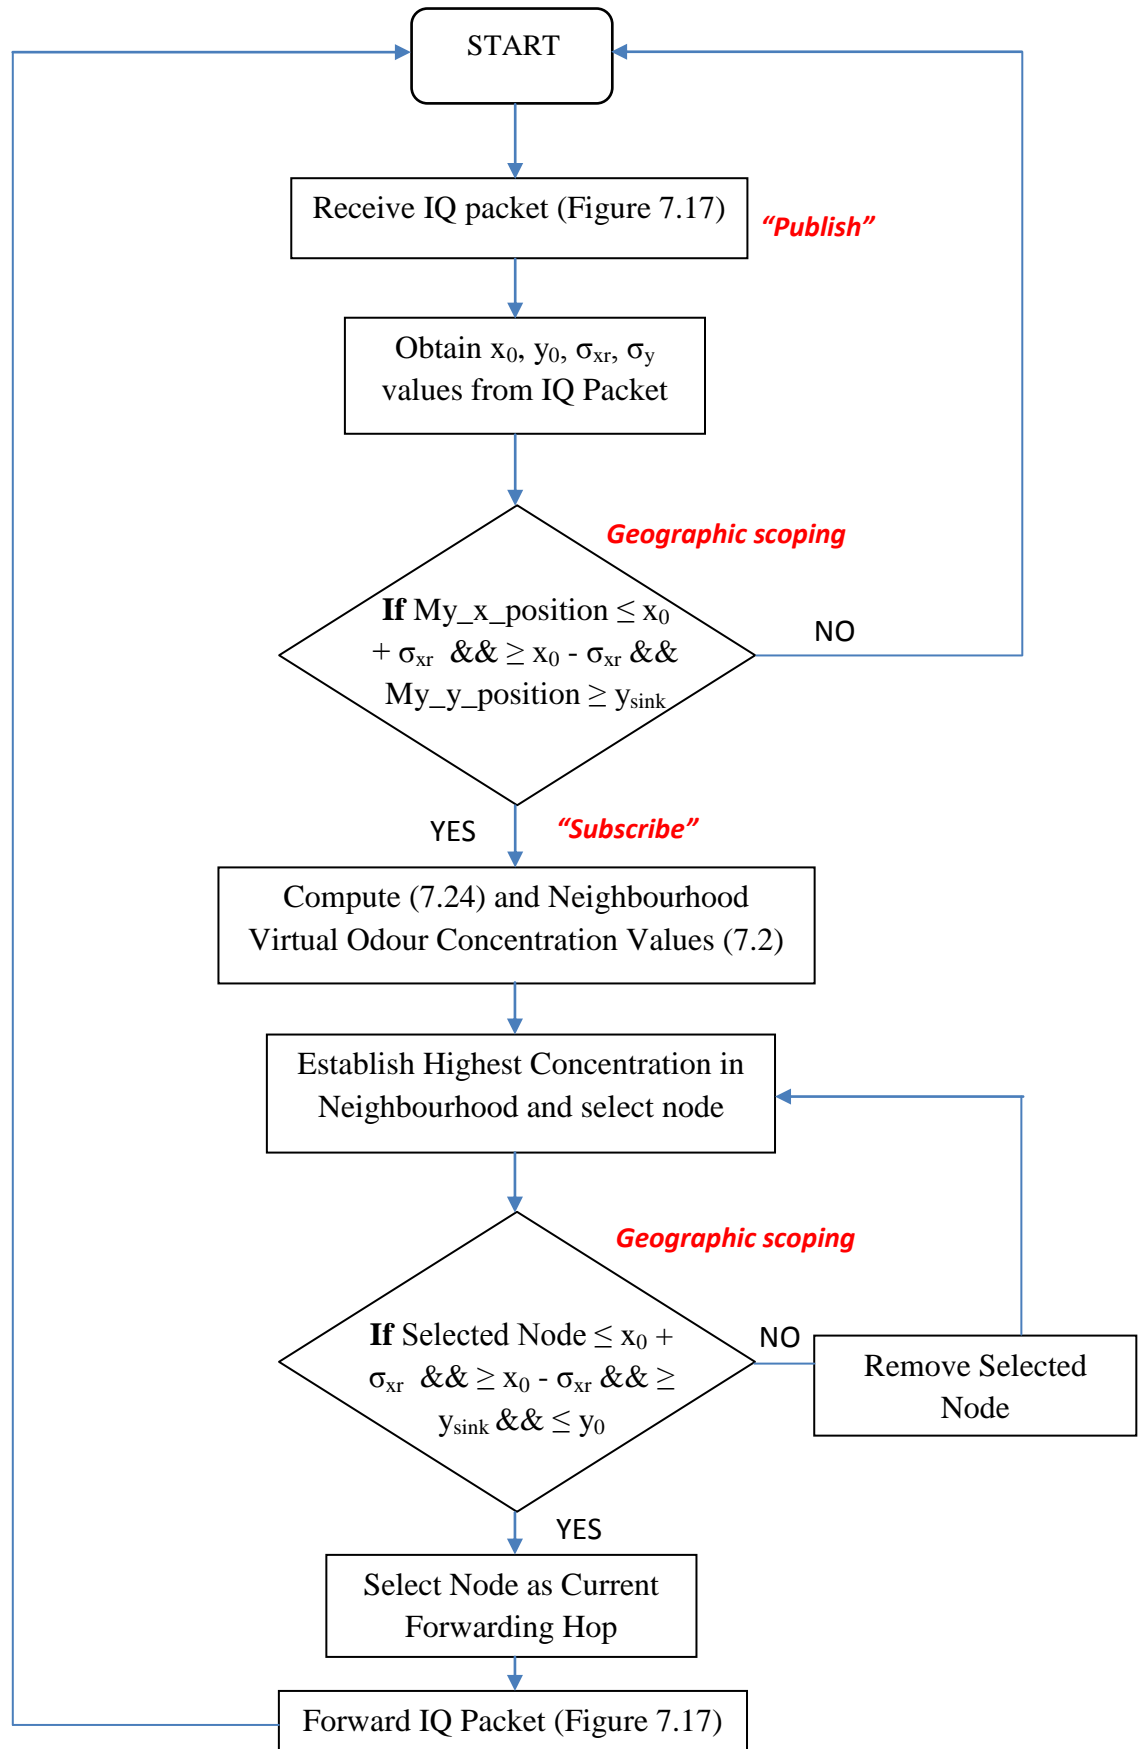 START
Receive IQ packet (Figure 7.17)
“Publish”
Obtain x₀, y₀, σₓᵣ, σᵧ
values from IQ Packet
Geographic scoping
If My_x_position ≤ x₀
+ σₓᵣ && ≥ x₀ - σₓᵣ &&
My_y_position ≥ y_sink
NO
YES
“Subscribe”
Compute (7.24) and Neighbourhood
Virtual Odour Concentration Values (7.2)
Establish Highest Concentration in
Neighbourhood and select node
Geographic scoping
If Selected Node ≤ x₀ +
σₓᵣ && ≥ x₀ - σₓᵣ && ≥
y_sink && ≤ y₀
NO
Remove Selected
Node
YES
Select Node as Current
Forwarding Hop
Forward IQ Packet (Figure 7.17)